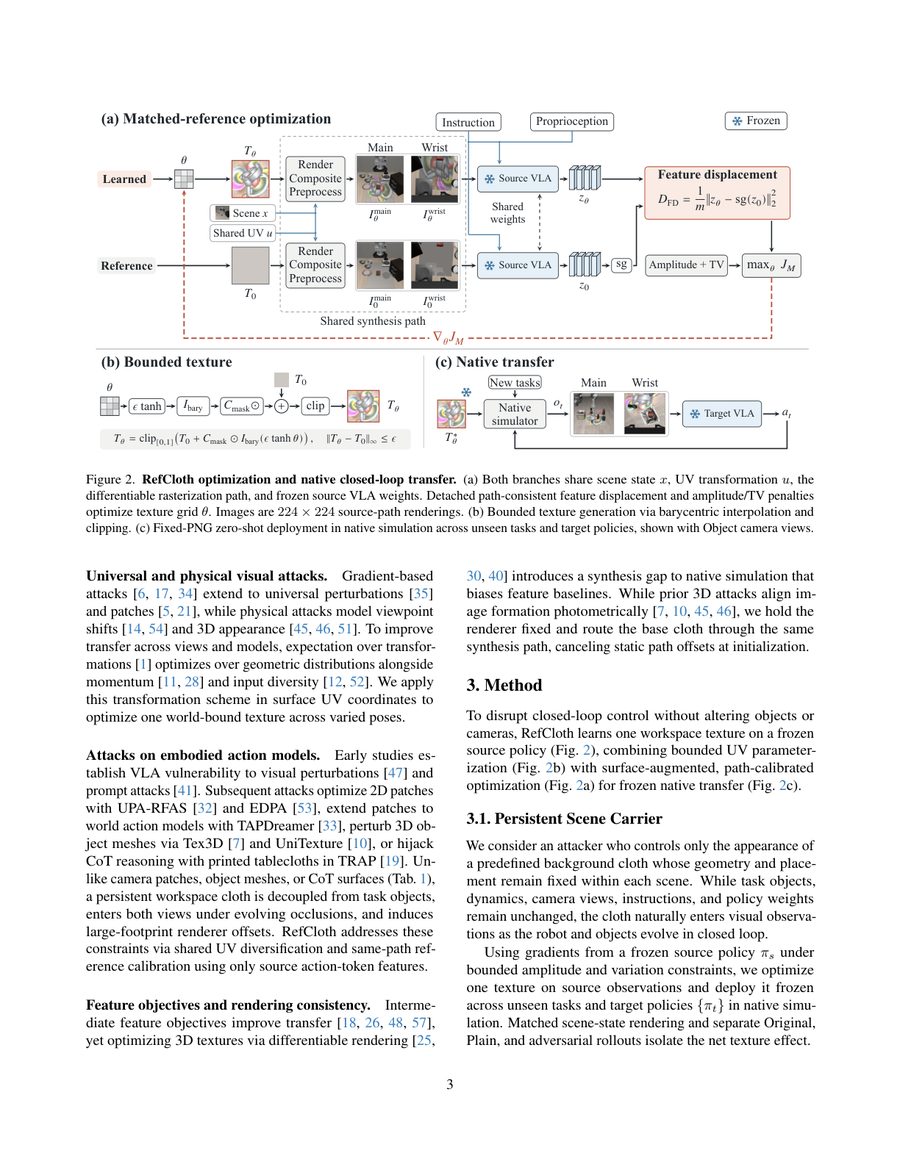 (a) Matched-reference optimization
Instruction
Proprioception
Frozen
Learned
θ
T_θ
Render
Composite
Preprocess
Main
Wrist
I_θ^main
I_θ^wrist
Source VLA
z_θ
Feature displacement
D_FD = 1/m ‖z_θ − sg(z_0)‖_2^2
Scene x
Shared UV u
Shared
weights
Reference
T_0
Render
Composite
Preprocess
I_0^main
I_0^wrist
Source VLA
z_0
sg
Amplitude + TV
max_θ J_M
Shared synthesis path
∇_θ J_M
(b) Bounded texture
θ
ϵ tanh
I_bary
C_mask ⊙
T_0
+
clip
T_θ
T_θ = clip_[0,1](T_0 + C_mask ⊙ I_bary(ϵ tanh θ)), ‖T_θ − T_0‖_∞ ≤ ϵ
(c) Native transfer
T_θ^*
New tasks
Native
simulator
o_t
Main
Wrist
Target VLA
a_t
Figure 2. RefCloth optimization and native closed-loop transfer. (a) Both branches share scene state x, UV transformation u, the
differentiable rasterization path, and frozen source VLA weights. Detached path-consistent feature displacement and amplitude/TV penalties
optimize texture grid θ. Images are 224 × 224 source-path renderings. (b) Bounded texture generation via barycentric interpolation and
clipping. (c) Fixed-PNG zero-shot deployment in native simulation across unseen tasks and target policies, shown with Object camera views.
Universal and physical visual attacks. Gradient-based
attacks [6, 17, 34] extend to universal perturbations [35]
and patches [5, 21], while physical attacks model viewpoint
shifts [14, 54] and 3D appearance [45, 46, 51]. To improve
transfer across views and models, expectation over transfor-
mations [1] optimizes over geometric distributions alongside
momentum [11, 28] and input diversity [12, 52]. We apply
this transformation scheme in surface UV coordinates to
optimize one world-bound texture across varied poses.
Attacks on embodied action models. Early studies es-
tablish VLA vulnerability to visual perturbations [47] and
prompt attacks [41]. Subsequent attacks optimize 2D patches
with UPA-RFAS [32] and EDPA [53], extend patches to
world action models with TAPDreamer [33], perturb 3D ob-
ject meshes via Tex3D [7] and UniTexture [10], or hijack
CoT reasoning with printed tablecloths in TRAP [19]. Un-
like camera patches, object meshes, or CoT surfaces (Tab. 1),
a persistent workspace cloth is decoupled from task objects,
enters both views under evolving occlusions, and induces
large-footprint renderer offsets. RefCloth addresses these
constraints via shared UV diversification and same-path ref-
erence calibration using only source action-token features.
Feature objectives and rendering consistency. Interme-
diate feature objectives improve transfer [18, 26, 48, 57],
yet optimizing 3D textures via differentiable rendering [25,
30, 40] introduces a synthesis gap to native simulation that
biases feature baselines. While prior 3D attacks align im-
age formation photometrically [7, 10, 45, 46], we hold the
renderer fixed and route the base cloth through the same
synthesis path, canceling static path offsets at initialization.
3. Method
To disrupt closed-loop control without altering objects or
cameras, RefCloth learns one workspace texture on a frozen
source policy (Fig. 2), combining bounded UV parameter-
ization (Fig. 2b) with surface-augmented, path-calibrated
optimization (Fig. 2a) for frozen native transfer (Fig. 2c).
3.1. Persistent Scene Carrier
We consider an attacker who controls only the appearance of
a predefined background cloth whose geometry and place-
ment remain fixed within each scene. While task objects,
dynamics, camera views, instructions, and policy weights
remain unchanged, the cloth naturally enters visual observa-
tions as the robot and objects evolve in closed loop.
Using gradients from a frozen source policy π_s under
bounded amplitude and variation constraints, we optimize
one texture on source observations and deploy it frozen
across unseen tasks and target policies {π_t} in native simu-
lation. Matched scene-state rendering and separate Original,
Plain, and adversarial rollouts isolate the net texture effect.
3